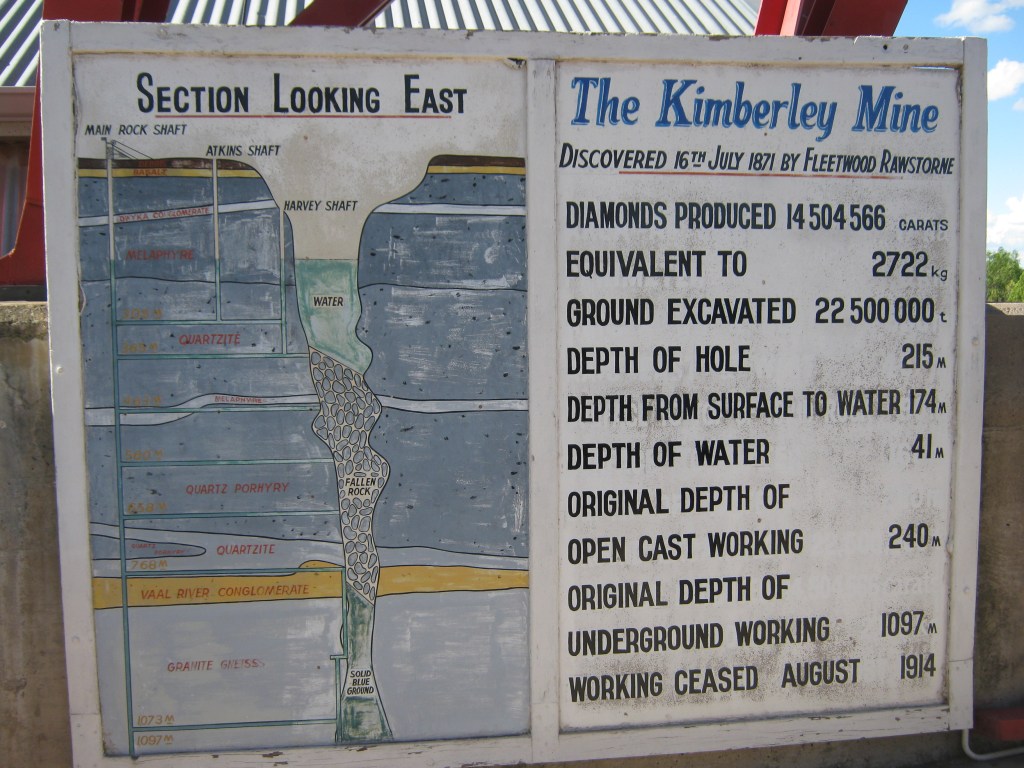 SECTION LOOKING EAST
MAIN ROCK SHAFT
ATKINS SHAFT
HARVEY SHAFT
MELAPHYRE
WATER
QUARTZITE
MELAPHYRE
FALLEN
ROCK
QUARTZ PORHYRY
QUARTZITE
768 M
VAAL RIVER CONGLOMERATE
GRANITE GNEISS
SOLID
BLUE
GROUND
1073 M
1097 M
The Kimberley Mine
DISCOVERED 16TH JULY 1871 BY FLEETWOOD RAWSTORNE
DIAMONDS PRODUCED 14 504 566 CARATS
EQUIVALENT TO 2722 kg
GROUND EXCAVATED 22 500 000 t
DEPTH OF HOLE 215 M
DEPTH FROM SURFACE TO WATER 174 M
DEPTH OF WATER 41 M
ORIGINAL DEPTH OF
OPEN CAST WORKING 240 M
ORIGINAL DEPTH OF
UNDERGROUND WORKING 1097 M
WORKING CEASED AUGUST 1914